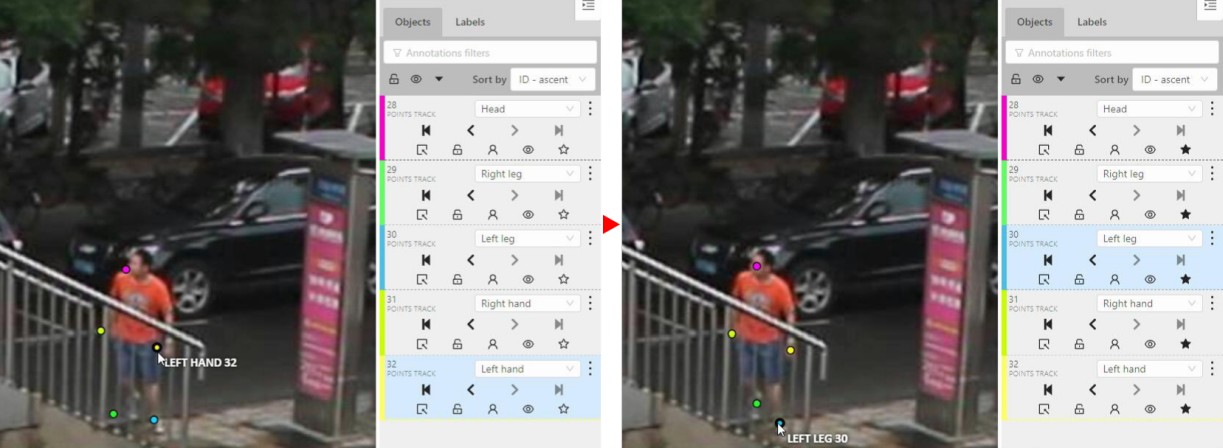 Objects
Labels
Annotations filters
Sort by
ID - ascent
28
POINTS TRACK
Head
29
POINTS TRACK
Right leg
30
POINTS TRACK
Left leg
31
POINTS TRACK
Right hand
32
POINTS TRACK
Left hand
LEFT HAND 32
Objects
Labels
Annotations filters
Sort by
ID - ascent
28
POINTS TRACK
Head
29
POINTS TRACK
Right leg
30
POINTS TRACK
Left leg
31
POINTS TRACK
Right hand
32
POINTS TRACK
Left hand
LEFT LEG 30